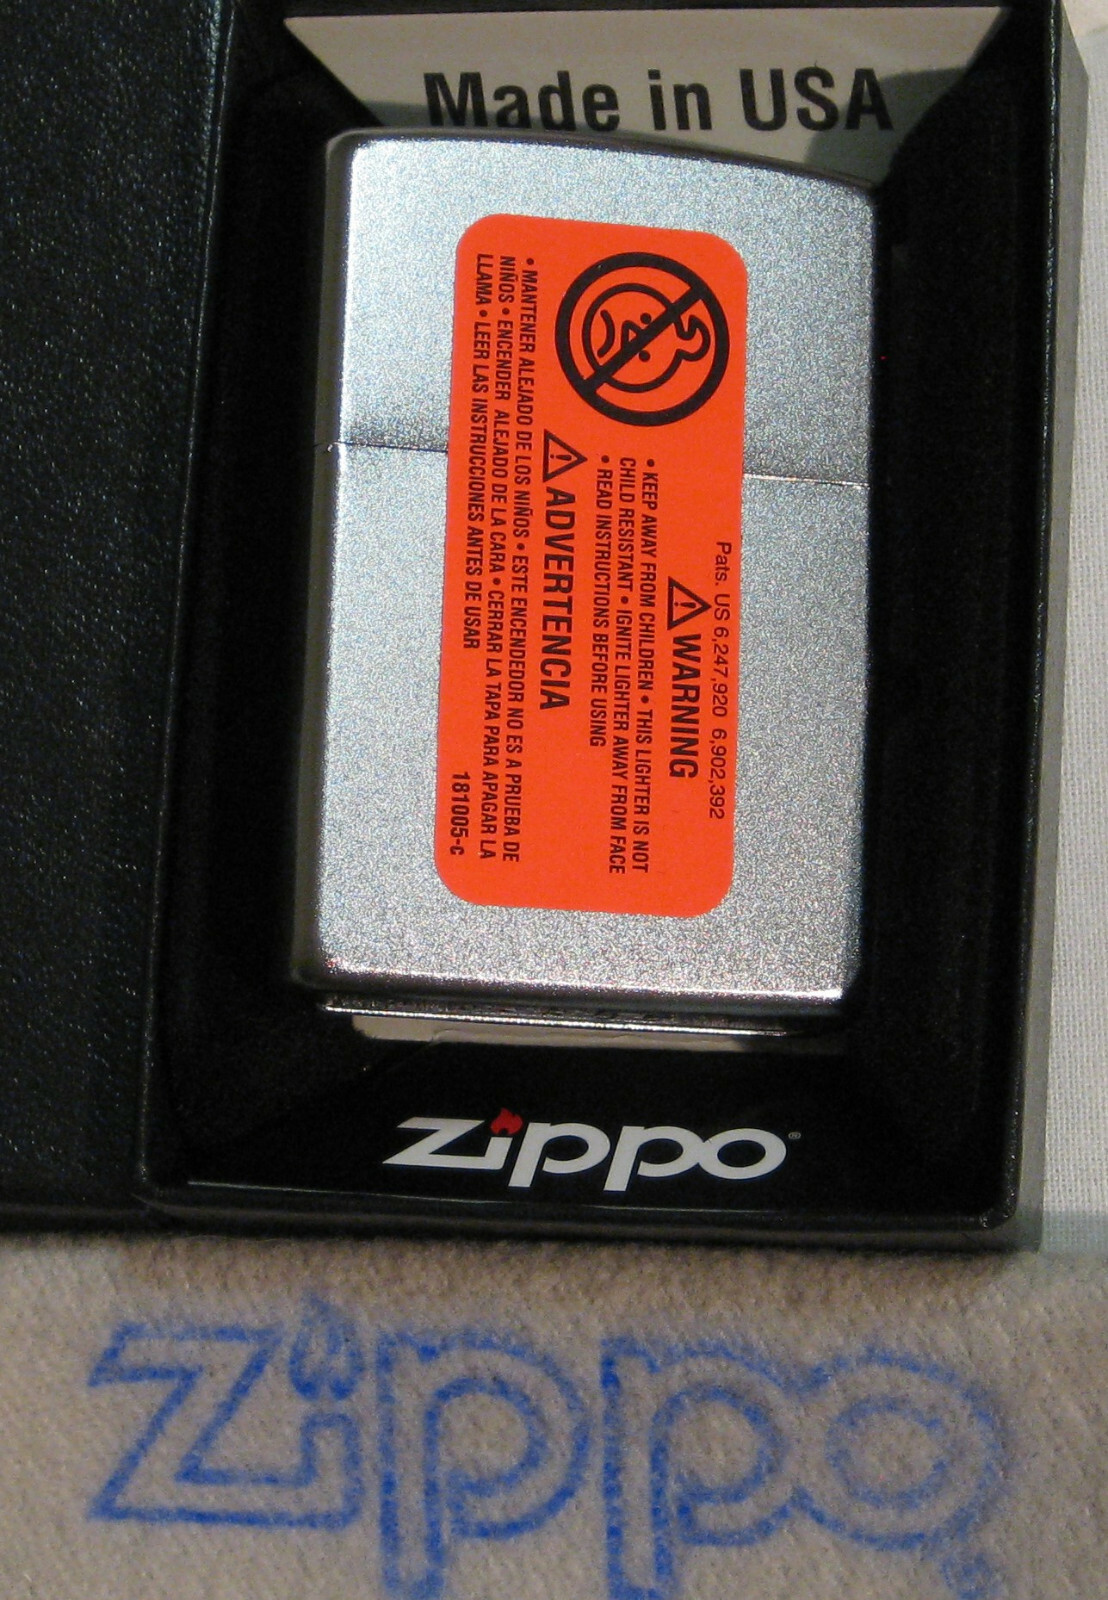 Made in USA
Pats. US 6,247,920 6,902,392
WARNING
• KEEP AWAY FROM CHILDREN • THIS LIGHTER IS NOT
CHILD RESISTANT • IGNITE LIGHTER AWAY FROM FACE
• READ INSTRUCTIONS BEFORE USING
ADVERTENCIA
• MANTENER ALEJADO DE LOS NIÑOS • ESTE ENCENDEDOR NO ES A PRUEBA DE
NIÑOS • ENCENDER ALEJADO DE LA CARA • CERRAR LA TAPA PARA APAGAR LA
LLAMA • LEER LAS INSTRUCCIONES ANTES DE USAR
181005-c
zippo®
zippo